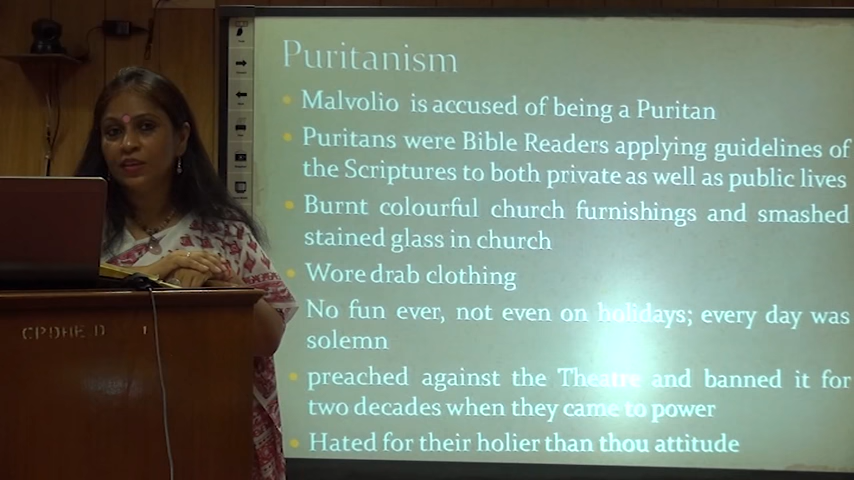 Puritanism
Malvolio is accused of being a Puritan
Puritans were Bible Readers applying guidelines of
the Scriptures to both private as well as public lives
Burnt colourful church furnishings and smashed
stained glass in church
Wore drab clothing
No fun ever, not even on holidays; every day was
solemn
preached against the Theatre and banned it for
two decades when they came to power
Hated for their holier than thou attitude
CPDHE D